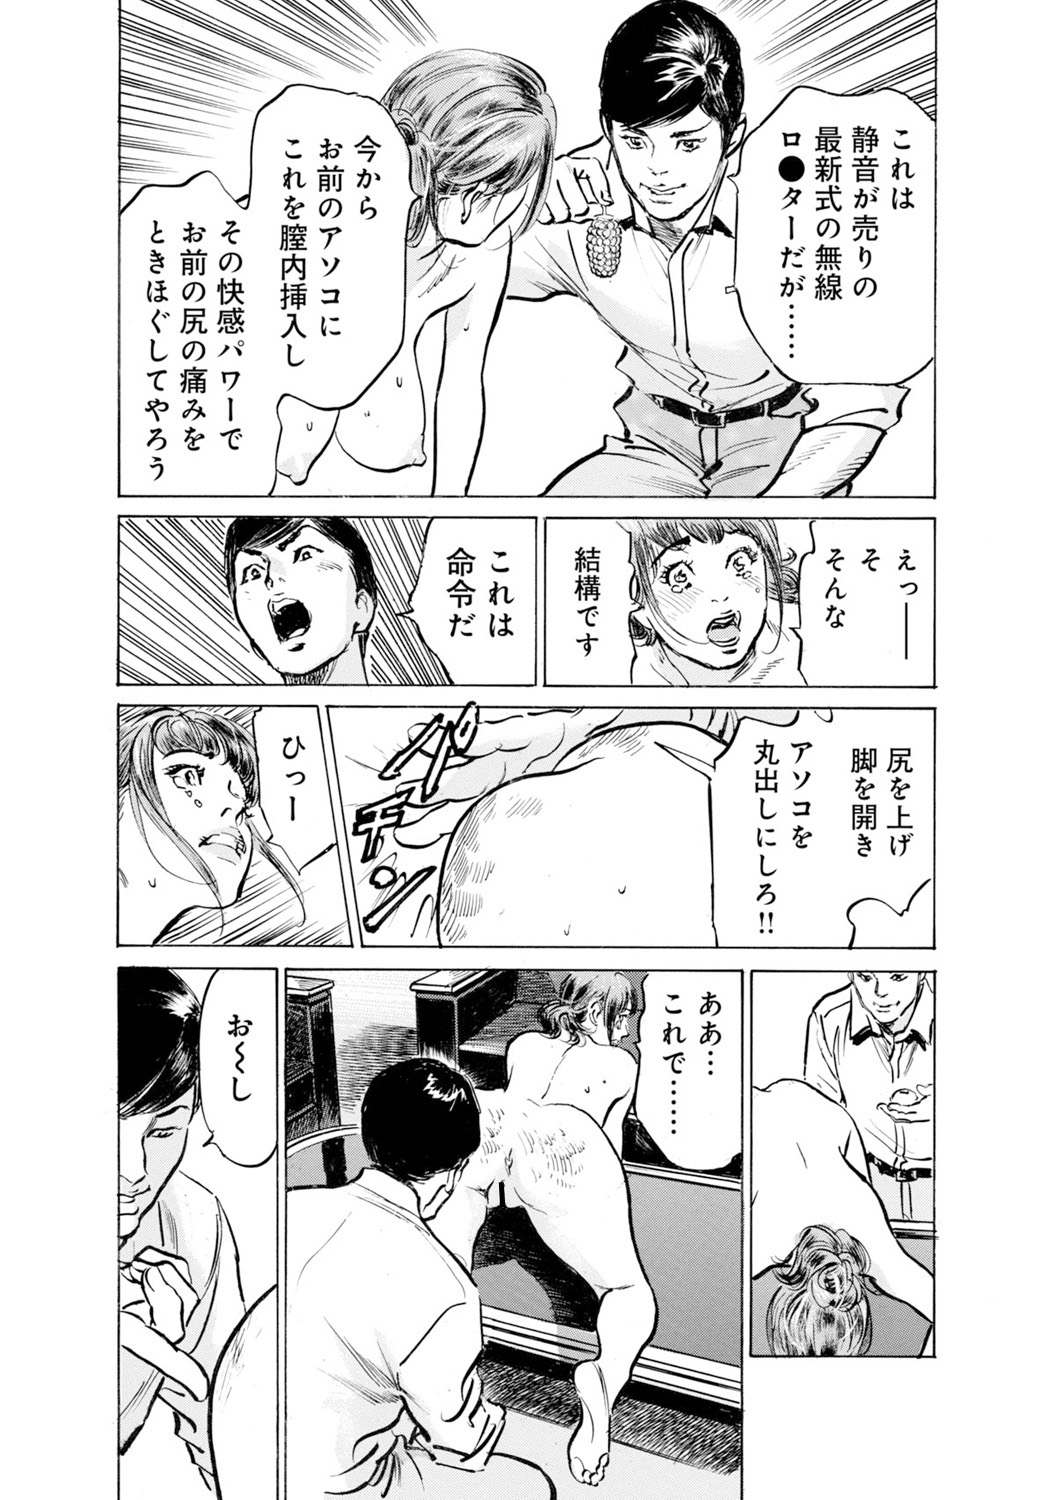 これは
静音が売りの
最新式の無線
ロ●ターだが……
今から
お前のアソコに
これを膣内挿入し
その快感パワーで
お前の尻の痛みを
ときほぐしてやろう
えっ──
そ
そんな
結構です
これは
命令だ
尻を上げ
脚を開き
アソコを
丸出しにしろ!!
グチン
ひっー
ああ…
これで……
お〜し